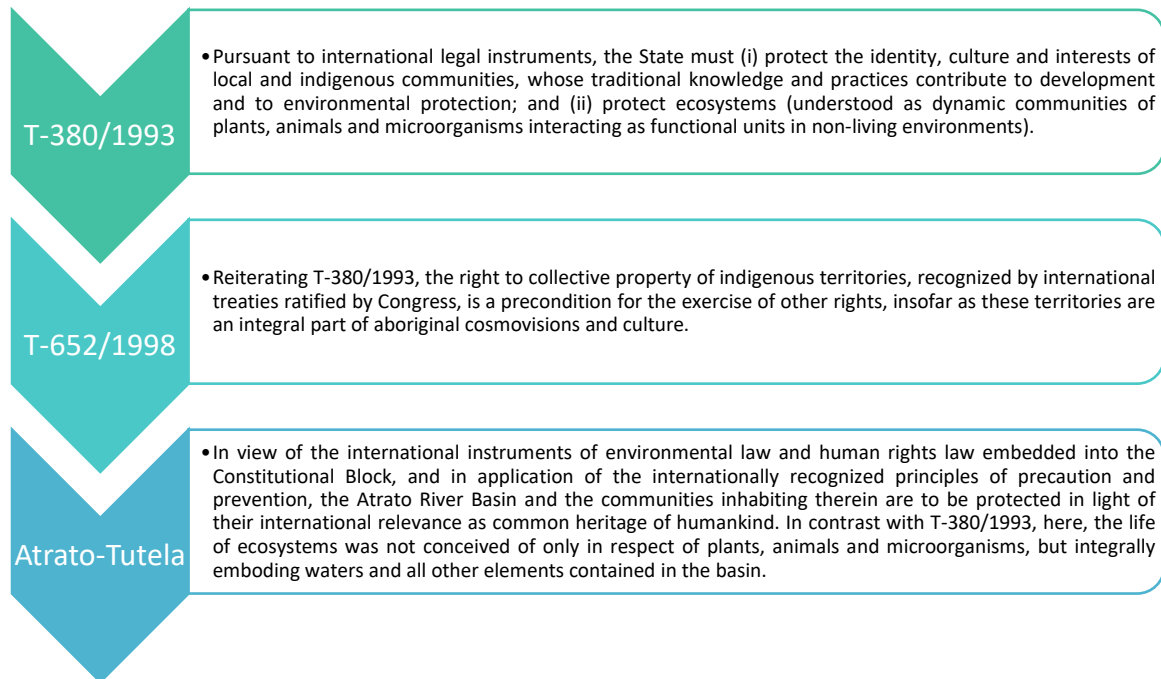 T-380/1993
•Pursuant to international legal instruments, the State must (i) protect the identity, culture and interests of
local and indigenous communities, whose traditional knowledge and practices contribute to development
and to environmental protection; and (ii) protect ecosystems (understood as dynamic communities of
plants, animals and microorganisms interacting as functional units in non-living environments).
T-652/1998
•Reiterating T-380/1993, the right to collective property of indigenous territories, recognized by international
treaties ratified by Congress, is a precondition for the exercise of other rights, insofar as these territories are
an integral part of aboriginal cosmovisions and culture.
Atrato-Tutela
•In view of the international instruments of environmental law and human rights law embedded into the
Constitutional Block, and in application of the internationally recognized principles of precaution and
prevention, the Atrato River Basin and the communities inhabiting therein are to be protected in light of
their international relevance as common heritage of humankind. In contrast with T-380/1993, here, the life
of ecosystems was not conceived of only in respect of plants, animals and microorganisms, but integrally
emboding waters and all other elements contained in the basin.